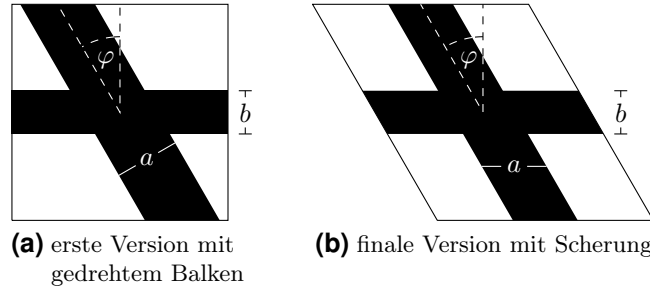 φ
b
a
φ
b
a
(a) erste Version mit
gedrehtem Balken
(b) finale Version mit Scherung